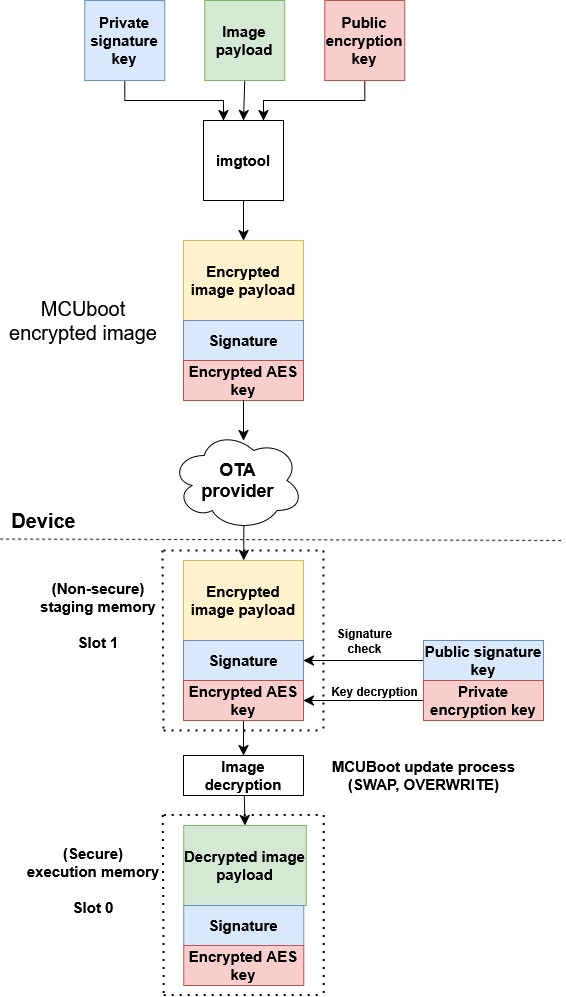 Private
signature
key
Image
payload
Public
encryption
key
imgtool
MCUboot
encrypted image
Encrypted
image payload
Signature
Encrypted AES
key
OTA
provider
Device
(Non-secure)
staging memory
Slot 1
Encrypted
image payload
Signature
Encrypted AES
key
Signature
check
Key decryption
Public signature
key
Private
encryption key
Image
decryption
MCUBoot update process
(SWAP, OVERWRITE)
(Secure)
execution memory
Slot 0
Decrypted image
payload
Signature
Encrypted AES
key